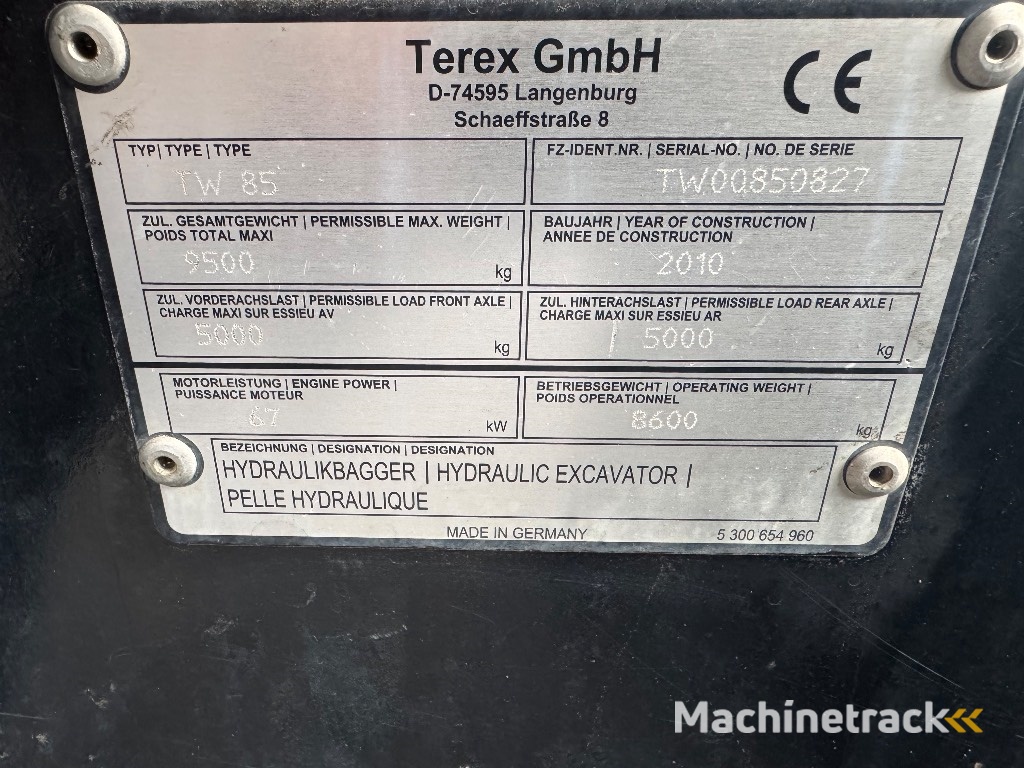 Terex GmbH
D-74595 Langenburg
Schaeffstraße 8
CE
TYP| TYPE | TYPE
TW 85
FZ-IDENT.NR. | SERIAL-NO. | NO. DE SERIE
TW00850827
ZUL. GESAMTGEWICHT | PERMISSIBLE MAX. WEIGHT |
POIDS TOTAL MAXI
9500 kg
BAUJAHR | YEAR OF CONSTRUCTION |
ANNEE DE CONSTRUCTION
2010
ZUL. VORDERACHSLAST | PERMISSIBLE LOAD FRONT AXLE |
CHARGE MAXI SUR ESSIEU AV
5000 kg
ZUL. HINTERACHSLAST | PERMISSIBLE LOAD REAR AXLE |
CHARGE MAXI SUR ESSIEU AR
5000 kg
MOTORLEISTUNG | ENGINE POWER |
PUISSANCE MOTEUR
67 kW
BETRIEBSGEWICHT | OPERATING WEIGHT |
POIDS OPERATIONNEL
8600 kg
BEZEICHNUNG | DESIGNATION | DESIGNATION
HYDRAULIKBAGGER | HYDRAULIC EXCAVATOR |
PELLE HYDRAULIQUE
MADE IN GERMANY
5 300 654 960
Machinetrack